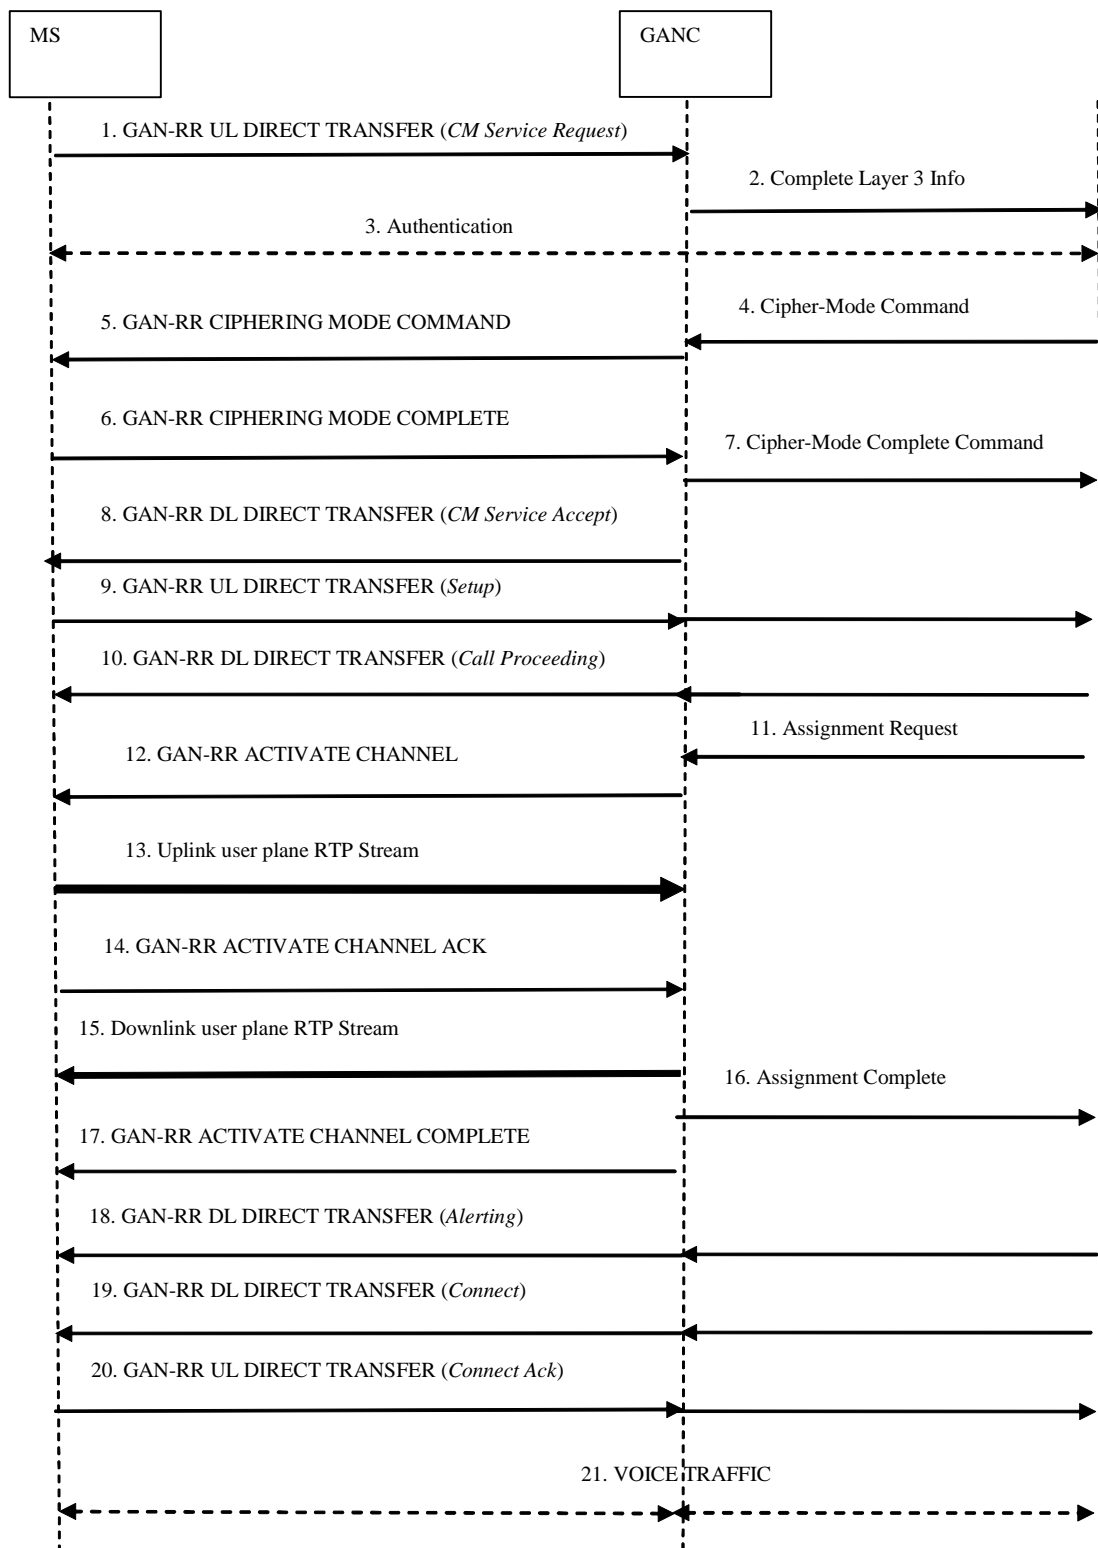 MS
GANC
1. GAN-RR UL DIRECT TRANSFER (CM Service Request)
2. Complete Layer 3 Info
3. Authentication
4. Cipher-Mode Command
5. GAN-RR CIPHERING MODE COMMAND
6. GAN-RR CIPHERING MODE COMPLETE
7. Cipher-Mode Complete Command
8. GAN-RR DL DIRECT TRANSFER (CM Service Accept)
9. GAN-RR UL DIRECT TRANSFER (Setup)
10. GAN-RR DL DIRECT TRANSFER (Call Proceeding)
11. Assignment Request
12. GAN-RR ACTIVATE CHANNEL
13. Uplink user plane RTP Stream
14. GAN-RR ACTIVATE CHANNEL ACK
15. Downlink user plane RTP Stream
16. Assignment Complete
17. GAN-RR ACTIVATE CHANNEL COMPLETE
18. GAN-RR DL DIRECT TRANSFER (Alerting)
19. GAN-RR DL DIRECT TRANSFER (Connect)
20. GAN-RR UL DIRECT TRANSFER (Connect Ack)
21. VOICE TRAFFIC